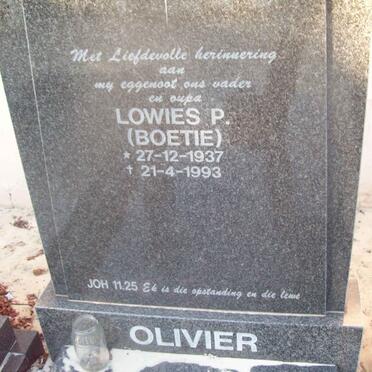 Met Liefdevolle herinnering
aan
my eggenoot ons vader
en oupa
LOWIES P.
(BOETIE)
* 27-12-1937
† 21-4-1993
JOH 11.25 Ek is die opstanding en die lewe
OLIVIER